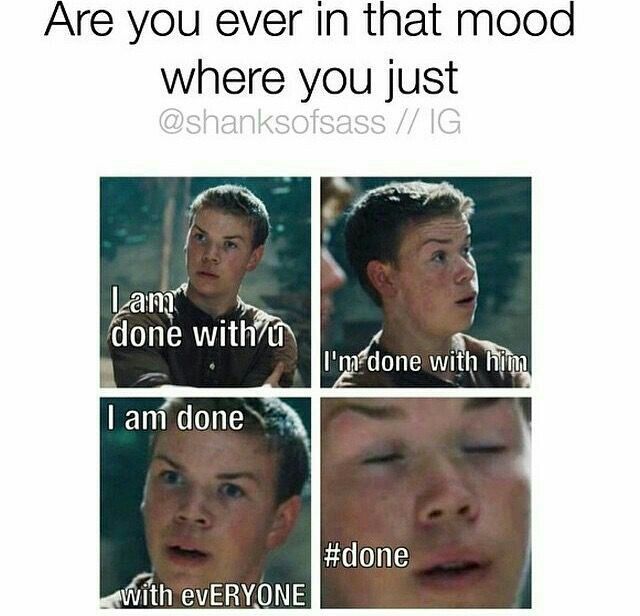 Are you ever in that mood
where you just
@shanksofsass // IG
I am
done with u
I'm done with him
I am done
with evERYONE
#done